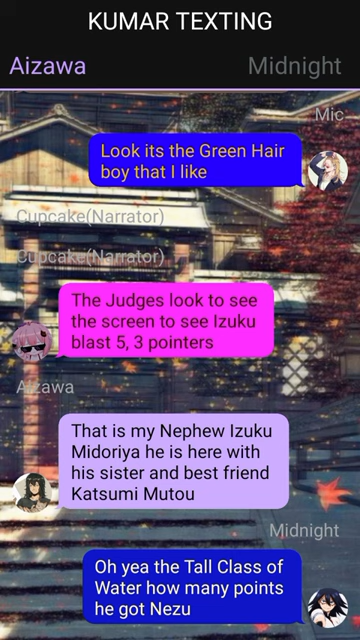 KUMAR TEXTING
Aizawa
Midnight
Mic
Look its the Green Hair
boy that I like
Cupcake(Narrator)
Cupcake(Narrator)
The Judges look to see
the screen to see Izuku
blast 5, 3 pointers
Aizawa
That is my Nephew Izuku
Midoriya he is here with
his sister and best friend
Katsumi Mutou
Midnight
Oh yea the Tall Class of
Water how many points
he got Nezu